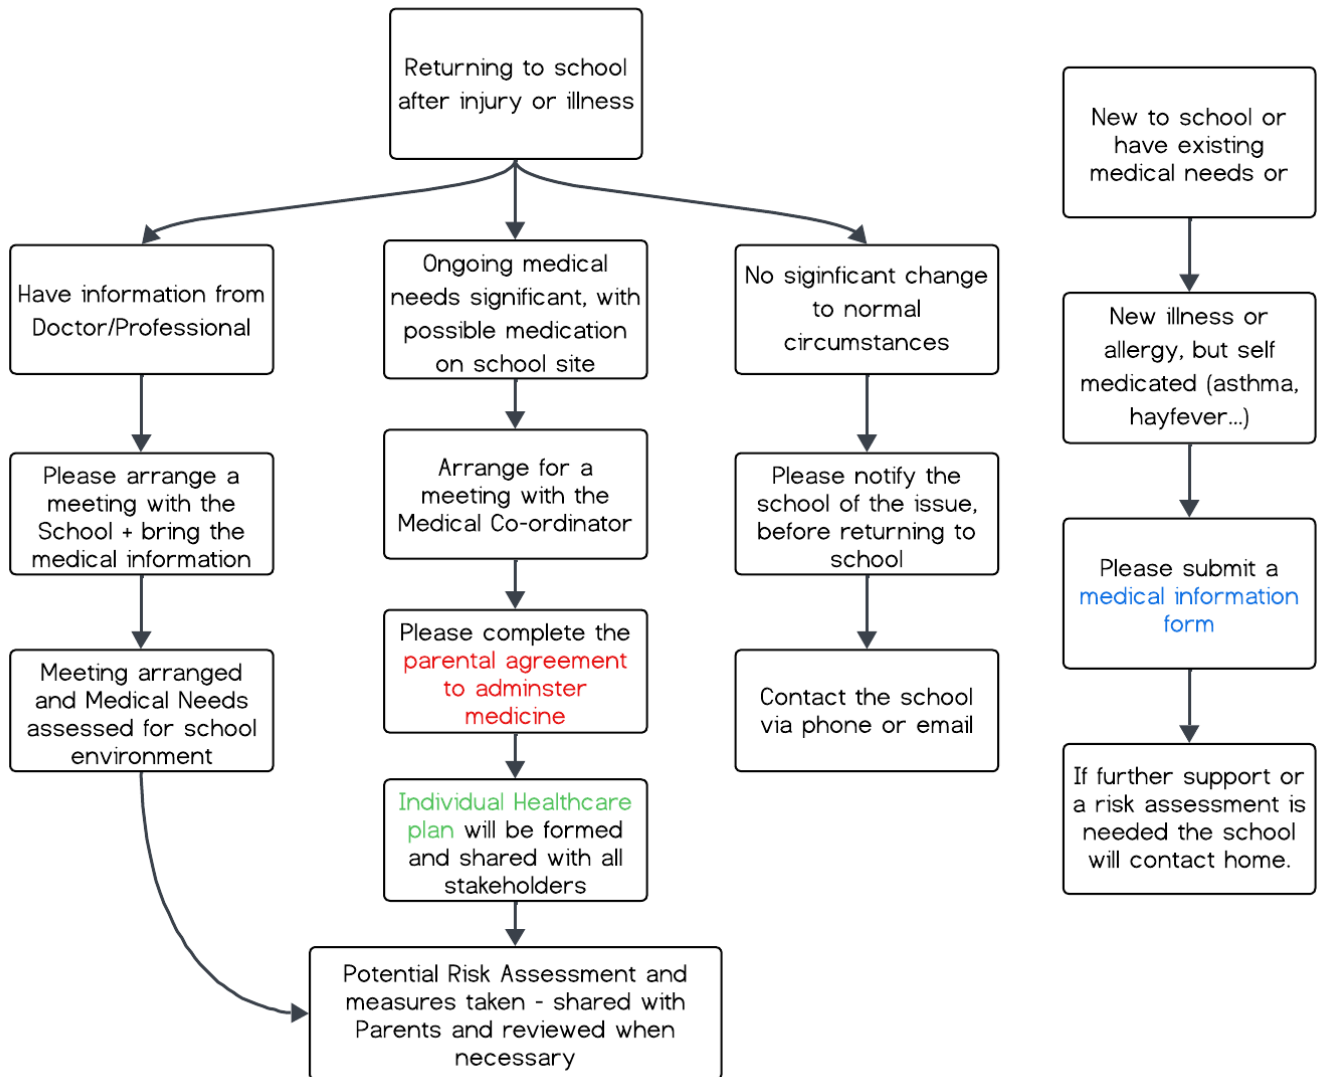 Returning to school
after injury or illness
Have information from
Doctor/Professional
Please arrange a
meeting with the
School + bring the
medical information
Meeting arranged
and Medical Needs
assessed for school
environment
Ongoing medical
needs significant, with
possible medication
on school site
Arrange for a
meeting with the
Medical Co-ordinator
Please complete the
parental agreement
to adminster
medicine
Individual Healthcare
plan will be formed
and shared with all
stakeholders
Potential Risk Assessment and
measures taken - shared with
Parents and reviewed when
necessary
No siginficant change
to normal
circumstances
Please notify the
school of the issue,
before returning to
school
Contact the school
via phone or email
New to school or
have existing
medical needs or
New illness or
allergy, but self
medicated (asthma,
hayfever...)
Please submit a
medical information
form
If further support or
a risk assessment is
needed the school
will contact home.